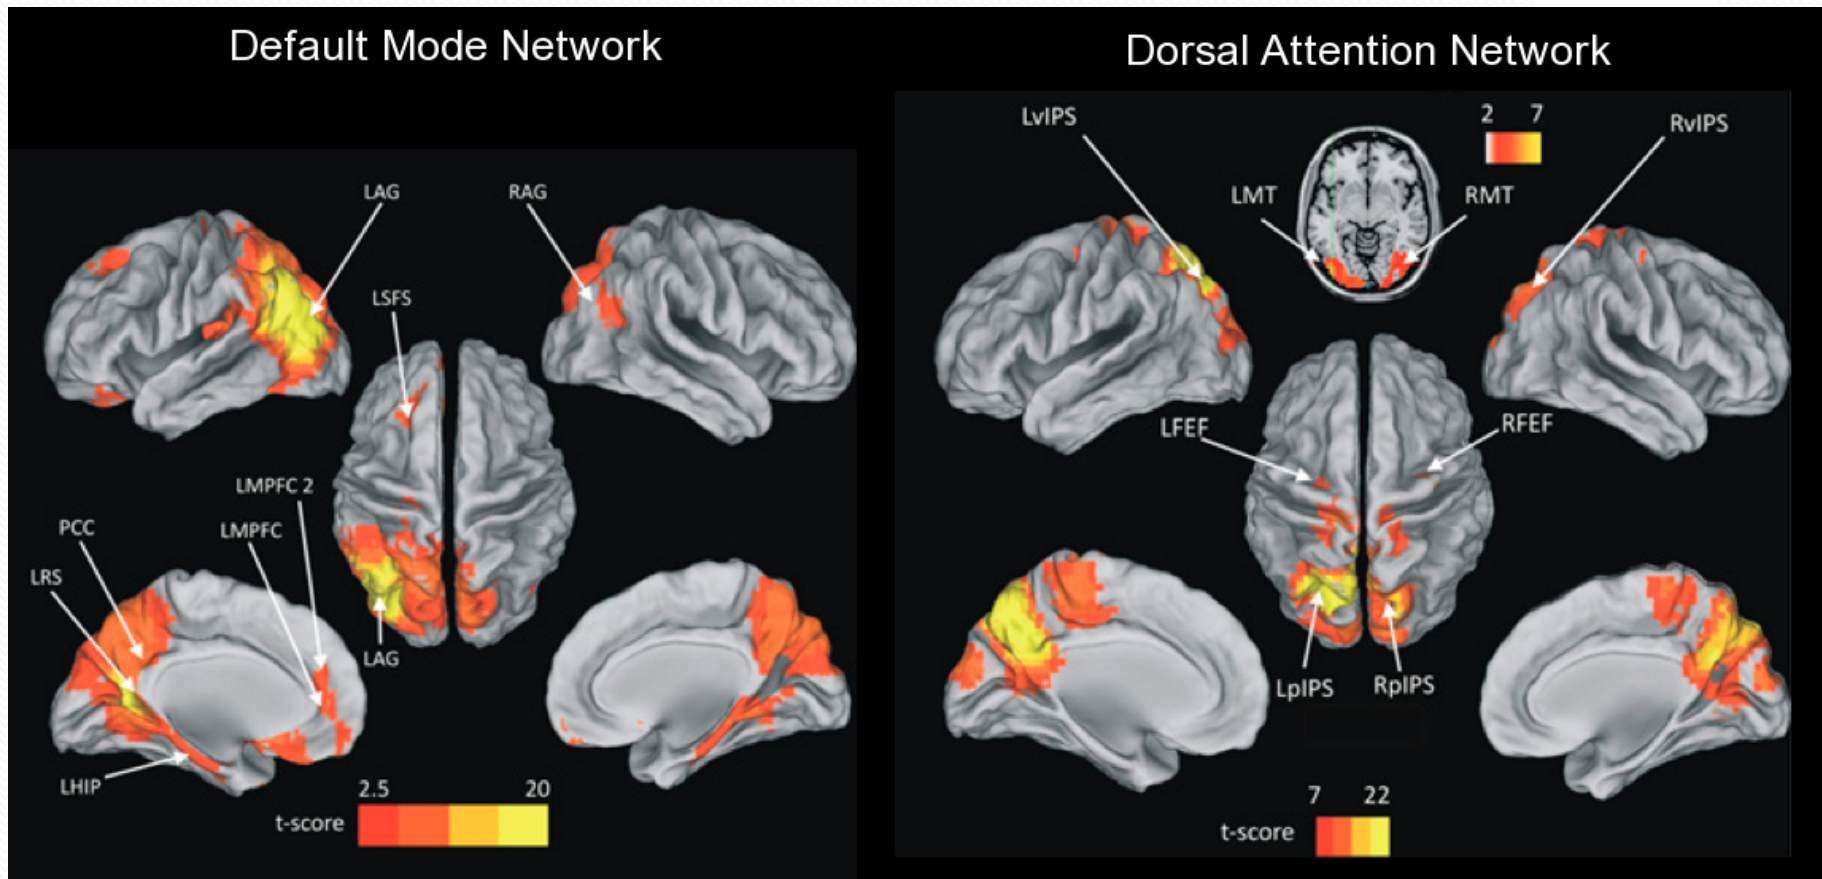 Default Mode Network
LAG
RAG
LSFS
LMPFC 2
PCC
LMPFC
LRS
LAG
LHIP
2.5 20
t-score
Dorsal Attention Network
LvIPS
2 7
RvIPS
LMT
RMT
LFEF
RFEF
LpIPS
RpIPS
7 22
t-score